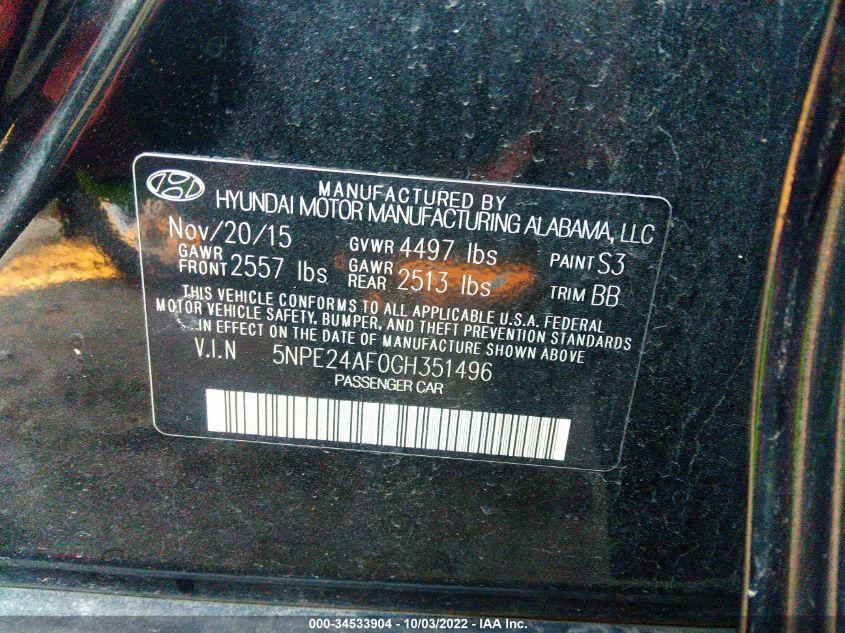 MANUFACTURED BY
HYUNDAI MOTOR MANUFACTURING ALABAMA, LLC
Nov/20/15 GVWR 4497 lbs PAINT S3
GAWR FRONT 2557 lbs GAWR REAR 2513 lbs TRIM BB
THIS VEHICLE CONFORMS TO ALL APPLICABLE U.S.A. FEDERAL
MOTOR VEHICLE SAFETY, BUMPER, AND THEFT PREVENTION STANDARDS
IN EFFECT ON THE DATE OF MANUFACTURE SHOWN ABOVE
V.I.N 5NPE24AF0GH351496
PASSENGER CAR
000-34533904 - 10/03/2022 - IAA Inc.